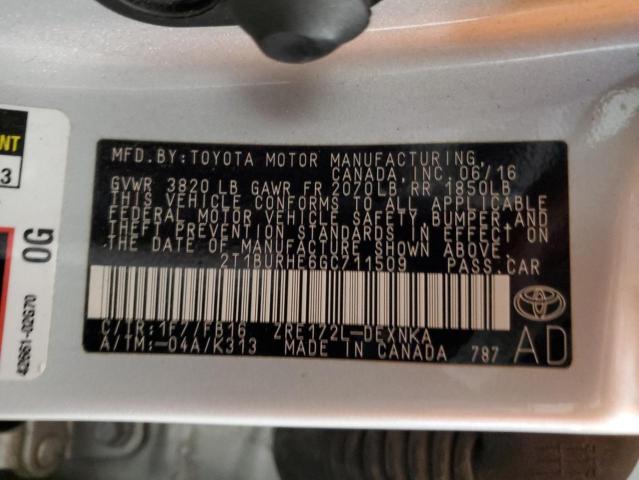 MFD.BY:TOYOTA MOTOR MANUFACTURING,
CANADA,INC.06/16
GVWR 3820 LB GAWR FR 2070LB RR 1850LB
THIS VEHICLE CONFORMS TO ALL APPLICABLE
FEDERAL MOTOR VEHICLE SAFETY BUMPER AND
THEFT PREVENTION STANDARDS IN EFFECT ON
THE DATE OF MANUFACTURE SHOWN ABOVE.
2T1BURHE6GC711509 PASS.CAR
C/TR:1F7/FB16 ZRE172L-DEXNKA
A/TM:-04A/K313 MADE IN CANADA 787 AD
NT
3
0G
42661-02G70